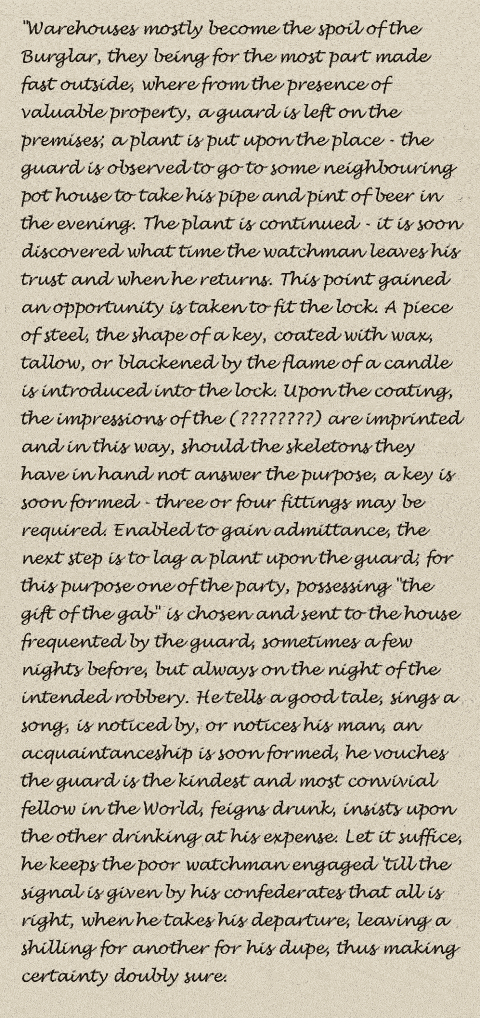 "Warehouses mostly become the spoil of the
Burglar, they being for the most part made
fast outside, where from the presence of
valuable property, a guard is left on the
premises; a plant is put upon the place - the
guard is observed to go to some neighbouring
pot house to take his pipe and pint of beer in
the evening. The plant is continued - it is soon
discovered what time the watchman leaves his
trust and when he returns. This point gained
an opportunity is taken to fit the lock. A piece
of steel, the shape of a key, coated with wax,
tallow, or blackened by the flame of a candle
is introduced into the lock. Upon the coating,
the impressions of the (????????) are imprinted
and in this way, should the skeletons they
have in hand not answer the purpose, a key is
soon formed - three or four fittings may be
required. Enabled to gain admittance, the
next step is to lag a plant upon the guard; for
this purpose one of the party, possessing "the
gift of the gab" is chosen and sent to the house
frequented by the guard, sometimes a few
nights before, but always on the night of the
intended robbery. He tells a good tale, sings a
song, is noticed by, or notices his man, an
acquaintanceship is soon formed, he vouches
the guard is the kindest and most convivial
fellow in the World, feigns drunk, insists upon
the other drinking at his expense. Let it suffice,
he keeps the poor watchman engaged 'till the
signal is given by his confederates that all is
right, when he takes his departure, leaving a
shilling for another for his dupe, thus making
certainty doubly sure.